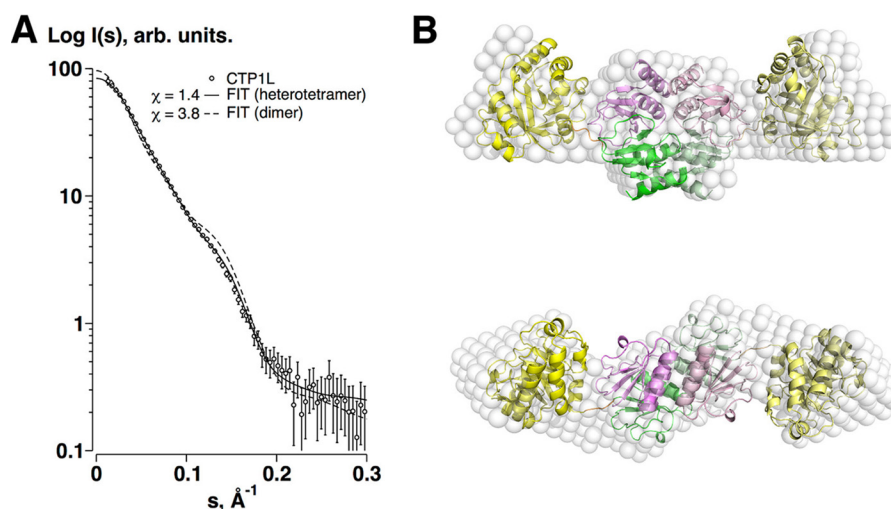 A Log I(s), arb. units.
B
100
10
1
0.1
CTP1L
χ = 1.4 FIT (heterotetramer)
χ = 3.8 FIT (dimer)
0 0.1 0.2 0.3
s, Å⁻¹